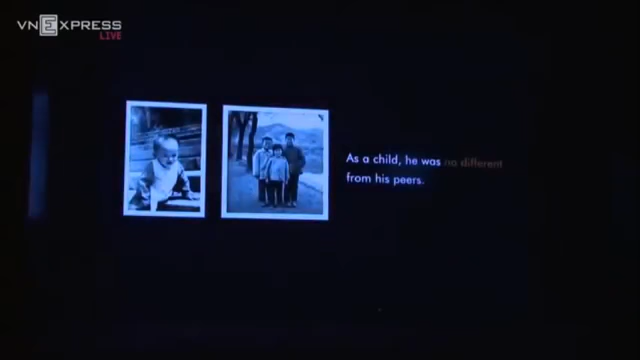 VNEXPRESS
LIVE
As a child, he was no different
from his peers.